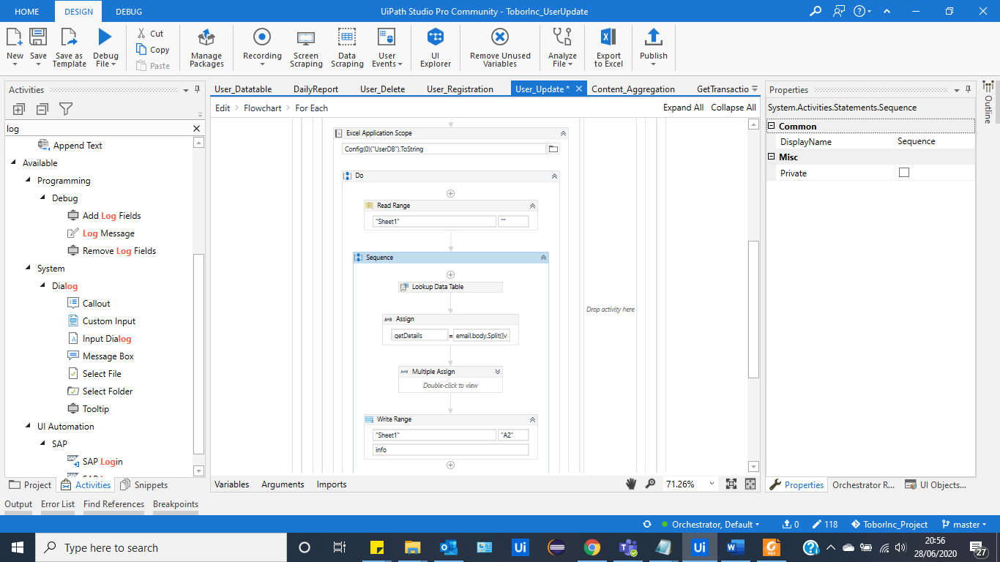 HOME DESIGN DEBUG UiPath Studio Pro Community - ToborInc_UserUpdate
New Save Save as Template Debug File Cut Copy Paste Manage Packages Recording Screen Scraping Data Scraping User Events UI Explorer Remove Unused Variables Analyze File Export to Excel Publish
Activities
log
Append Text
Available
Programming
Debug
Add Log Fields
Log Message
Remove Log Fields
System
Dialog
Callout
Custom Input
Input Dialog
Message Box
Select File
Select Folder
Tooltip
UI Automation
SAP
SAP Login
Project Activities Snippets
User_Datatable DailyReport User_Delete User_Registration User_Update * Content_Aggregation GetTransactio
Edit Flowchart For Each Expand All Collapse All
Excel Application Scope
Config(0)("UserDB").ToString
Do
Read Range
"Sheet1" ""
Sequence
Lookup Data Table
Assign
getDetails = email.body.Split({v
Multiple Assign
Double-click to view
Write Range
"Sheet1" "A2"
info
Drop activity here
Variables Arguments Imports 71.26%
Properties
System.Activities.Statements.Sequence
Common
DisplayName Sequence
Misc
Private
Properties Orchestrator R... UI Objects...
Outline
Output Error List Find References Breakpoints
Orchestrator, Default 0 118 ToborInc_Project master
Type here to search
20:56
28/06/2020
27